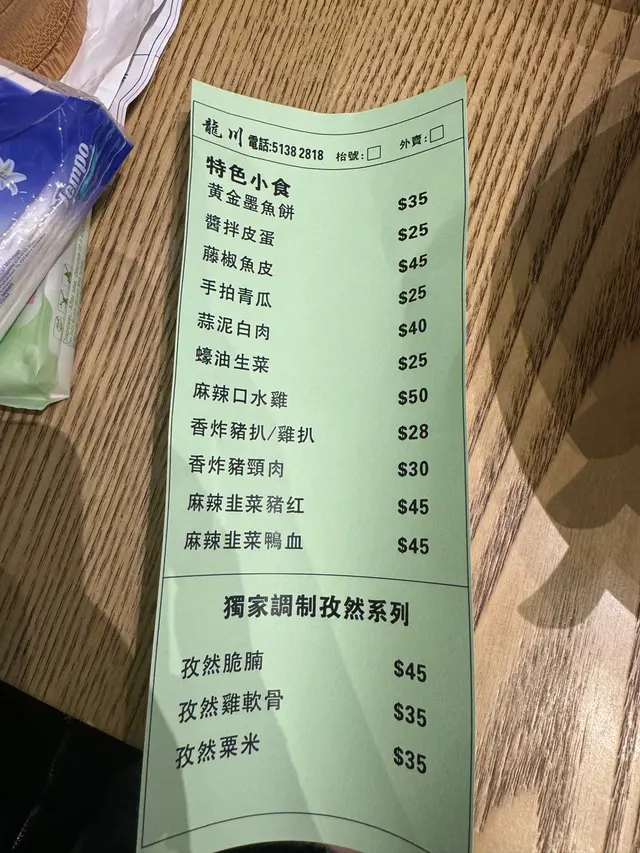 龍川 電話:5138 2818 枱號:□ 外賣:□
特色小食
黄金墨魚餅 $35
醬拌皮蛋 $25
藤椒魚皮 $45
手拍青瓜 $25
蒜泥白肉 $40
蠔油生菜 $25
麻辣口水雞 $50
香炸豬扒/雞扒 $28
香炸豬頸肉 $30
麻辣韭菜豬红 $45
麻辣韭菜鴨血 $45
獨家調制孜然系列
孜然脆腩 $45
孜然雞軟骨 $35
孜然粟米 $35
Tempo